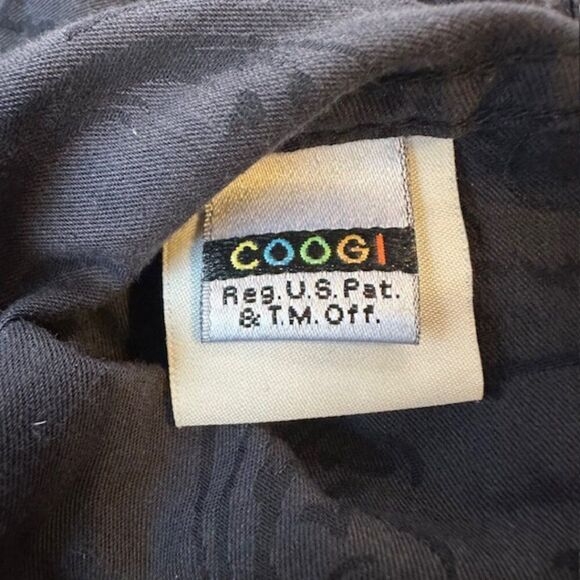 COOGI
Reg. U.S. Pat.
& T.M. Off.